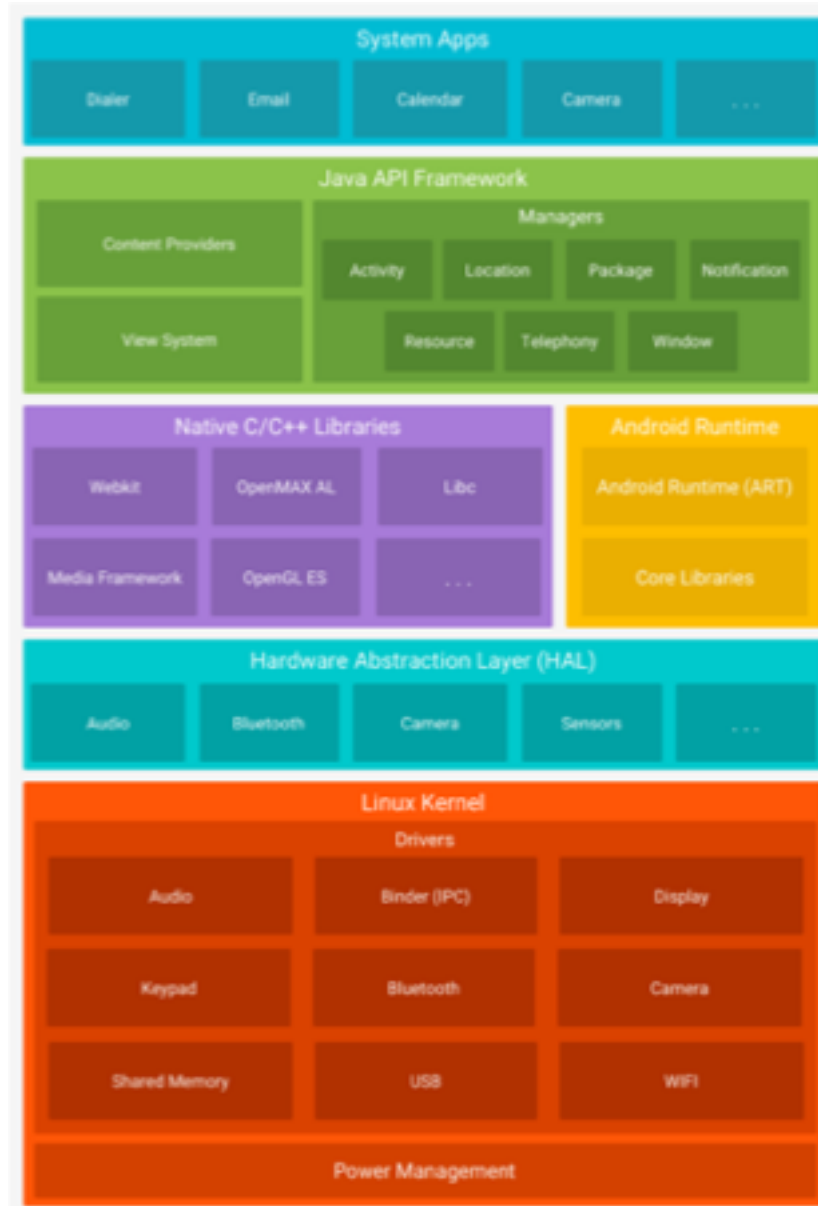 System Apps
Dialer Email Calendar Camera . . .
Java API Framework
Content Providers
View System
Managers
Activity Location Package Notification
Resource Telephony Window
Native C/C++ Libraries
Webkit OpenMAX AL Libc
Media Framework OpenGL ES . . .
Android Runtime
Android Runtime (ART)
Core Libraries
Hardware Abstraction Layer (HAL)
Audio Bluetooth Camera Sensors . . .
Linux Kernel
Drivers
Audio Binder (IPC) Display
Keypad Bluetooth Camera
Shared Memory USB WIFI
Power Management